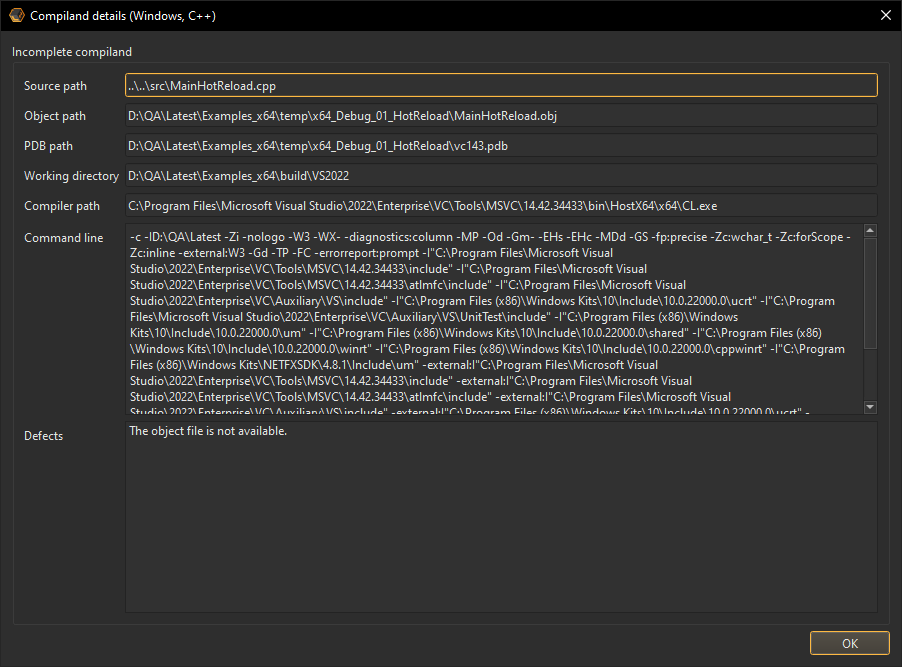 Compiland details (Windows, C++)
Incomplete compiland
Source path ..\..\src\MainHotReload.cpp
Object path D:\QA\Latest\Examples_x64\temp\x64_Debug_01_HotReload\MainHotReload.obj
PDB path D:\QA\Latest\Examples_x64\temp\x64_Debug_01_HotReload\vc143.pdb
Working directory D:\QA\Latest\Examples_x64\build\VS2022
Compiler path C:\Program Files\Microsoft Visual Studio\2022\Enterprise\VC\Tools\MSVC\14.42.34433\bin\HostX64\x64\CL.exe
Command line -c -ID:\QA\Latest -Zi -nologo -W3 -WX- -diagnostics:column -MP -Od -Gm- -EHs -EHc -MDd -GS -fp:precise -Zc:wchar_t -Zc:forScope -
Zc:inline -external:W3 -Gd -TP -FC -errorreport:prompt -I"C:\Program Files\Microsoft Visual
Studio\2022\Enterprise\VC\Tools\MSVC\14.42.34433\include" -I"C:\Program Files\Microsoft Visual
Studio\2022\Enterprise\VC\Tools\MSVC\14.42.34433\atlmfc\include" -I"C:\Program Files\Microsoft Visual
Studio\2022\Enterprise\VC\Auxiliary\VS\include" -I"C:\Program Files (x86)\Windows Kits\10\Include\10.0.22000.0\ucrt" -I"C:\Program
Files\Microsoft Visual Studio\2022\Enterprise\VC\Auxiliary\VS\UnitTest\include" -I"C:\Program Files (x86)\Windows
Kits\10\Include\10.0.22000.0\um" -I"C:\Program Files (x86)\Windows Kits\10\Include\10.0.22000.0\shared" -I"C:\Program Files (x86)
\Windows Kits\10\Include\10.0.22000.0\winrt" -I"C:\Program Files (x86)\Windows Kits\10\Include\10.0.22000.0\cppwinrt" -I"C:\Program
Files (x86)\Windows Kits\NETFXSDK\4.8.1\Include\um" -external:I"C:\Program Files\Microsoft Visual
Studio\2022\Enterprise\VC\Tools\MSVC\14.42.34433\include" -external:I"C:\Program Files\Microsoft Visual
Studio\2022\Enterprise\VC\Tools\MSVC\14.42.34433\atlmfc\include" -external:I"C:\Program Files\Microsoft Visual
Studio\2022\Enterprise\VC\Auxiliary\VS\include" -external:I"C:\Program Files (x86)\Windows Kits\10\Include\10.0.22000.0\ucrt" -
Defects The object file is not available.
OK